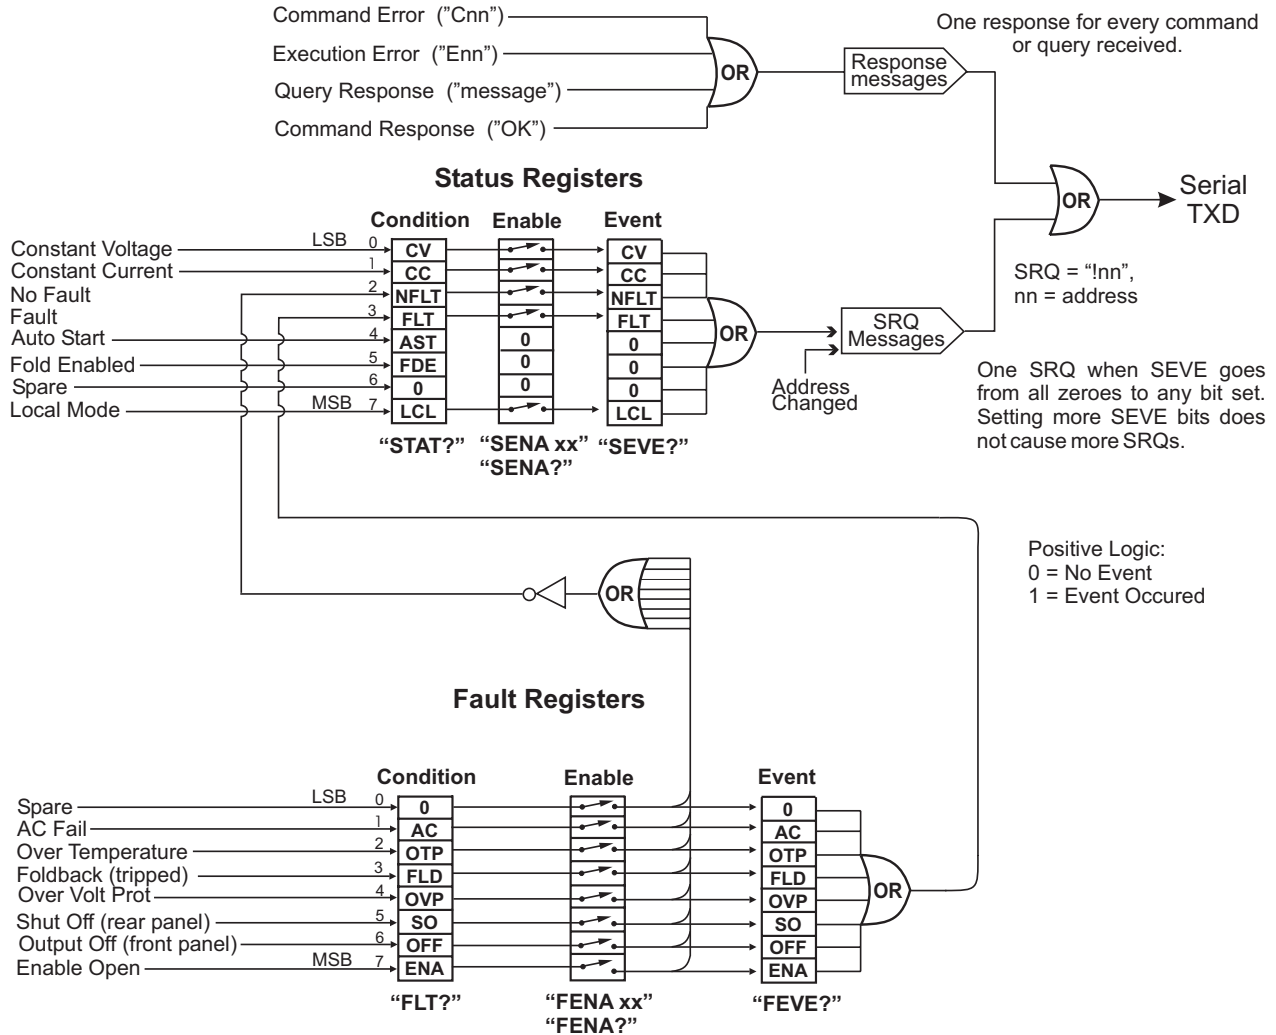 Command Error  (”Cnn”)
Execution Error  (”Enn”)
Query Response  (”message”)
Command Response  (”OK”)
OR
Response
messages
One response for every command
or query received.
OR
Serial
TXD
Status Registers
Condition
Enable
Event
Constant Voltage
LSB
0
CV
CV
Constant Current
1
CC
CC
No Fault
2
NFLT
NFLT
Fault
3
FLT
FLT
Auto Start
4
AST
0
0
Fold Enabled
5
FDE
0
0
Spare
6
0
0
0
Local Mode
MSB
7
LCL
LCL
“STAT?”
“SENA xx”
“SENA?”
“SEVE?”
OR
SRQ
Messages
Address
Changed
SRQ = “!nn”,
nn = address
One SRQ when SEVE goes
from all zeroes to any bit set.
Setting more SEVE bits does
not cause more SRQs.
OR
Positive Logic:
0 = No Event
1 = Event Occured
Fault Registers
Condition
Enable
Event
Spare
LSB
0
0
0
AC Fail
1
AC
AC
Over Temperature
2
OTP
OTP
Foldback (tripped)
3
FLD
FLD
Over Volt Prot
4
OVP
OVP
Shut Off (rear panel)
5
SO
SO
Output Off (front panel)
6
OFF
OFF
Enable Open
MSB
7
ENA
ENA
OR
“FLT?”
“FENA xx”
“FENA?”
“FEVE?”